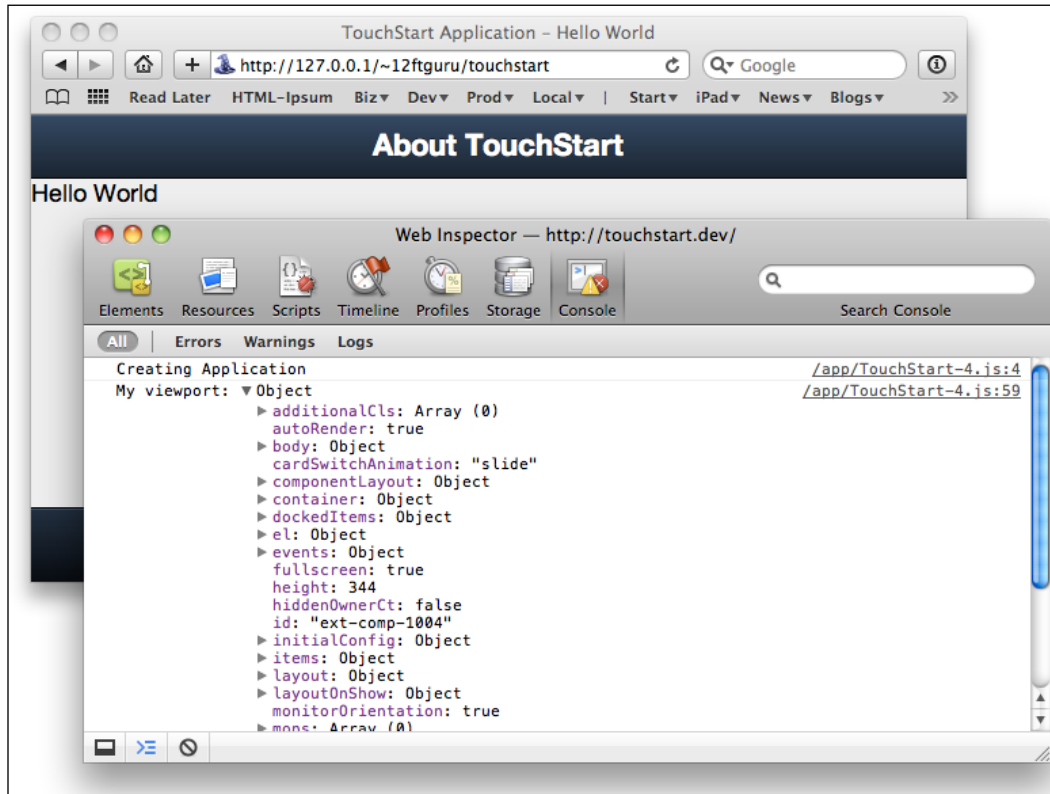 TouchStart Application – Hello World
http://127.0.0.1/~12ftguru/touchstart
Google
Read Later HTML-Ipsum Biz Dev Prod Local | Start iPad News Blogs >>
About TouchStart
Hello World
Web Inspector — http://touchstart.dev/
Elements Resources Scripts Timeline Profiles Storage Console
Search Console
All Errors Warnings Logs
Creating Application /app/TouchStart-4.js:4
My viewport: ▼Object /app/TouchStart-4.js:59
▶additionalCls: Array (0)
autoRender: true
▶body: Object
cardSwitchAnimation: "slide"
▶componentLayout: Object
▶container: Object
▶dockedItems: Object
▶el: Object
▶events: Object
fullscreen: true
height: 344
hiddenOwnerCt: false
id: "ext-comp-1004"
▶initialConfig: Object
▶items: Object
▶layout: Object
▶layoutOnShow: Object
monitorOrientation: true
▶mons: Array (0)